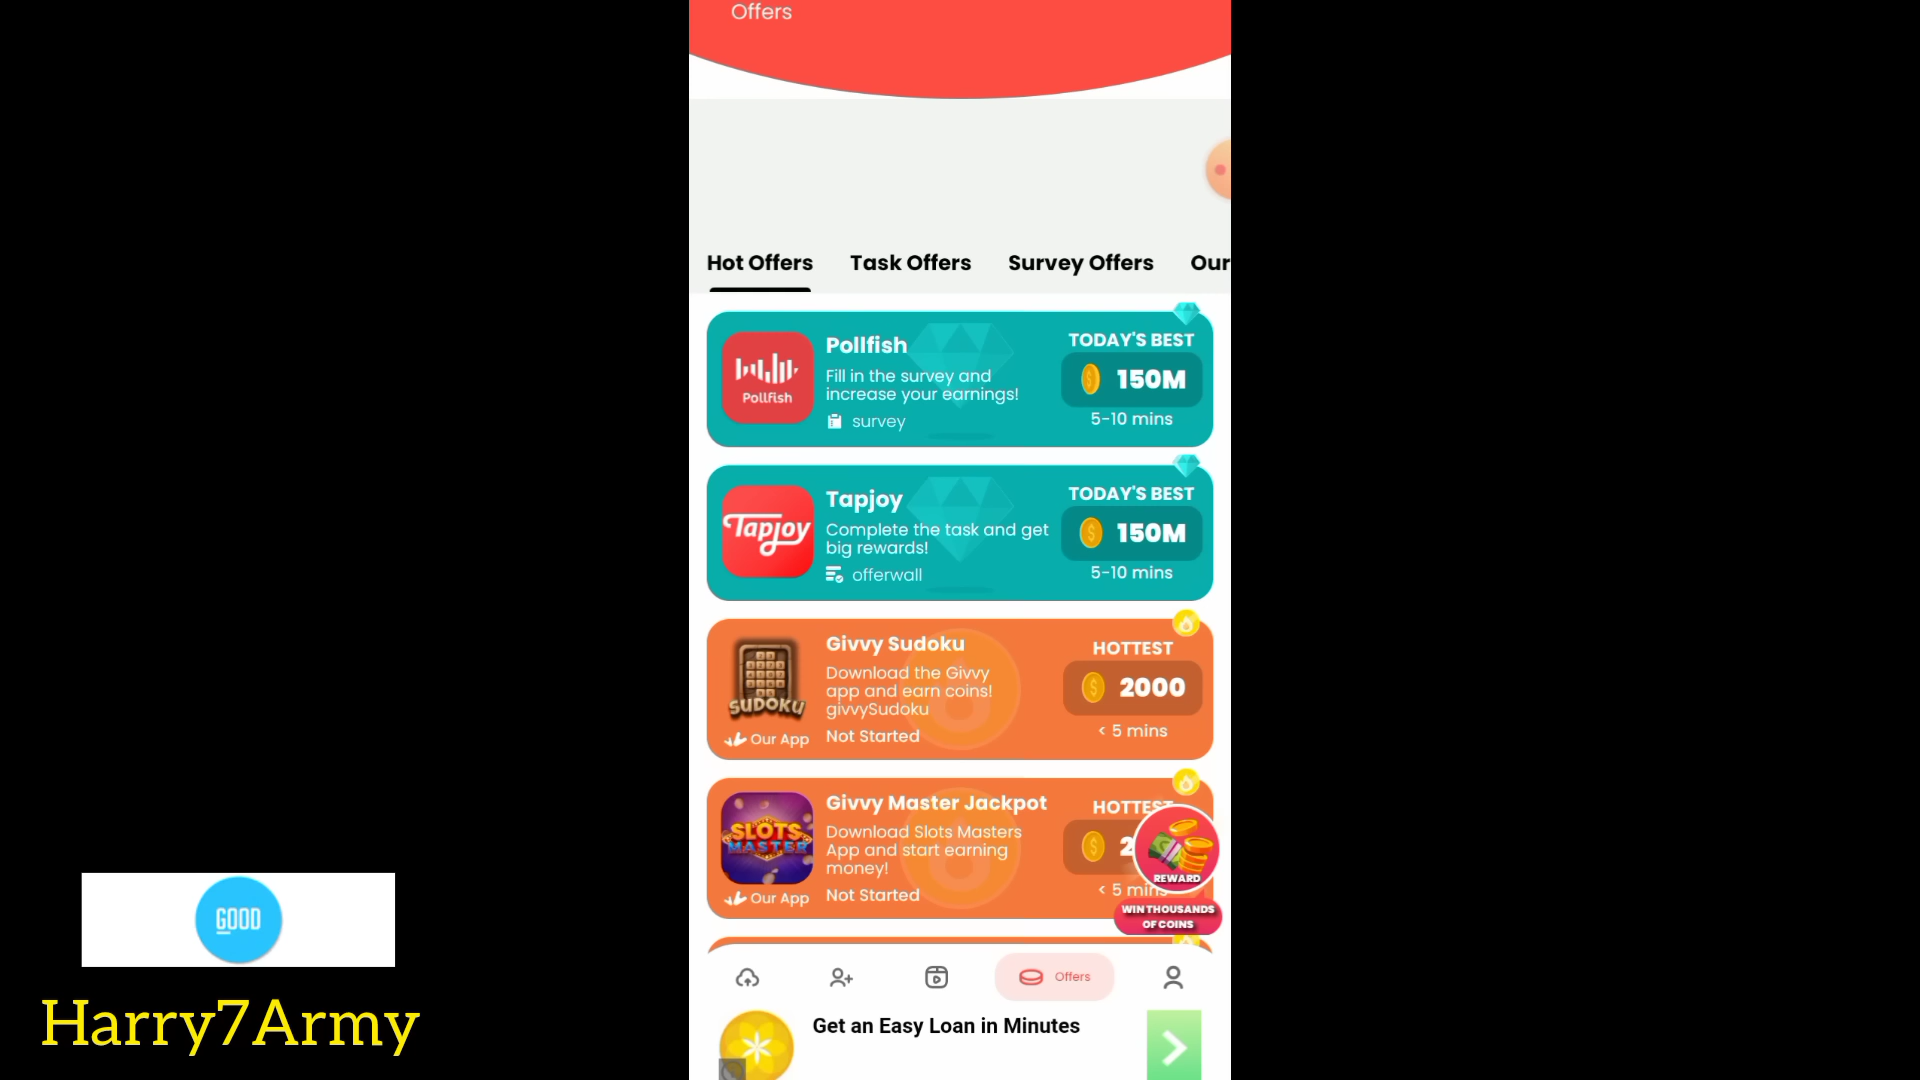 Offers
Hot Offers
Task Offers
Survey Offers
Our
Pollfish
Pollfish
Fill in the survey and
increase your earnings!
survey
TODAY'S BEST
150M
5-10 mins
Tapjoy
Tapjoy
Complete the task and get
big rewards!
offerwall
TODAY'S BEST
150M
5-10 mins
SUDOKU
Our App
Givvy Sudoku
Download the Givvy
app and earn coins!
givvySudoku
Not Started
HOTTEST
2000
< 5 mins
SLOTS
MASTER
Our App
Givvy Master Jackpot
Download Slots Masters
App and start earning
money!
Not Started
HOTTEST
2
< 5 mins
REWARD
WIN THOUSANDS
OF COINS
Offers
Get an Easy Loan in Minutes
GOOD
Harry7Army